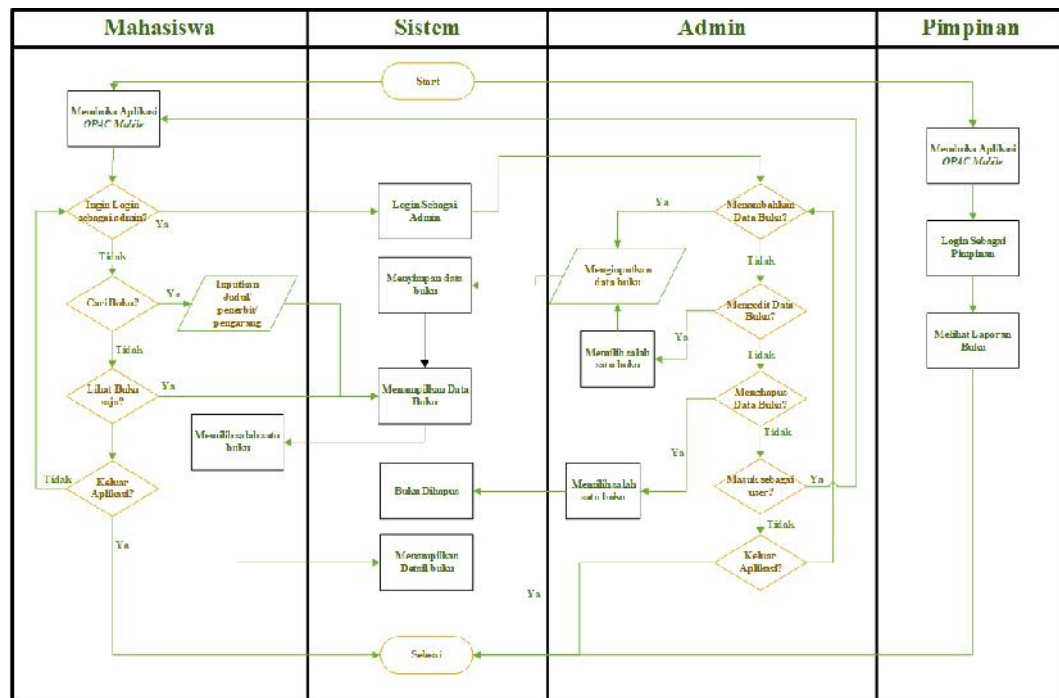 Mahasiswa
Sistem
Admin
Pimpinan
Start
Membuka Aplikasi
OPAC Mobile
Membuka Aplikasi
OPAC Mobile
Ingin Login
sebagai admin?
Ya
Login Sebagai
Admin
Menambahkan
Data Buku?
Ya
Login Sebagai
Pimpinan
Tidak
Tidak
Cari Buku?
Ya
Inputkan
Judul/
penerbit/
pengarang
Menyimpan data
buku
Menginputkan
data buku
Mengedit Data
Buku?
Ya
Memilih salah
satu buku
Melihat Laporan
Buku
Tidak
Tidak
Lihat Buku
saja?
Ya
Menampilkan Data
Buku
Menghapus
Data Buku?
Ya
Tidak
Memilih salah satu
buku
Keluar
Aplikasi?
Tidak
Ya
Buku Dihapus
Memilih salah
satu buku
Masuk sebagai
user?
Ya
Tidak
Menampilkan
Detail buku
Keluar
Aplikasi?
Ya
Selesai